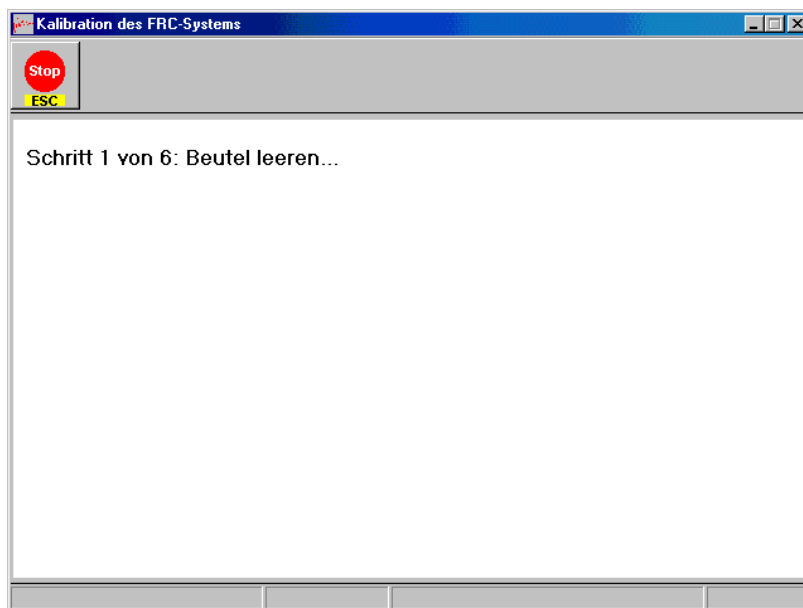 Kalibration des FRC-Systems
Stop
ESC
Schritt 1 von 6: Beutel leeren...